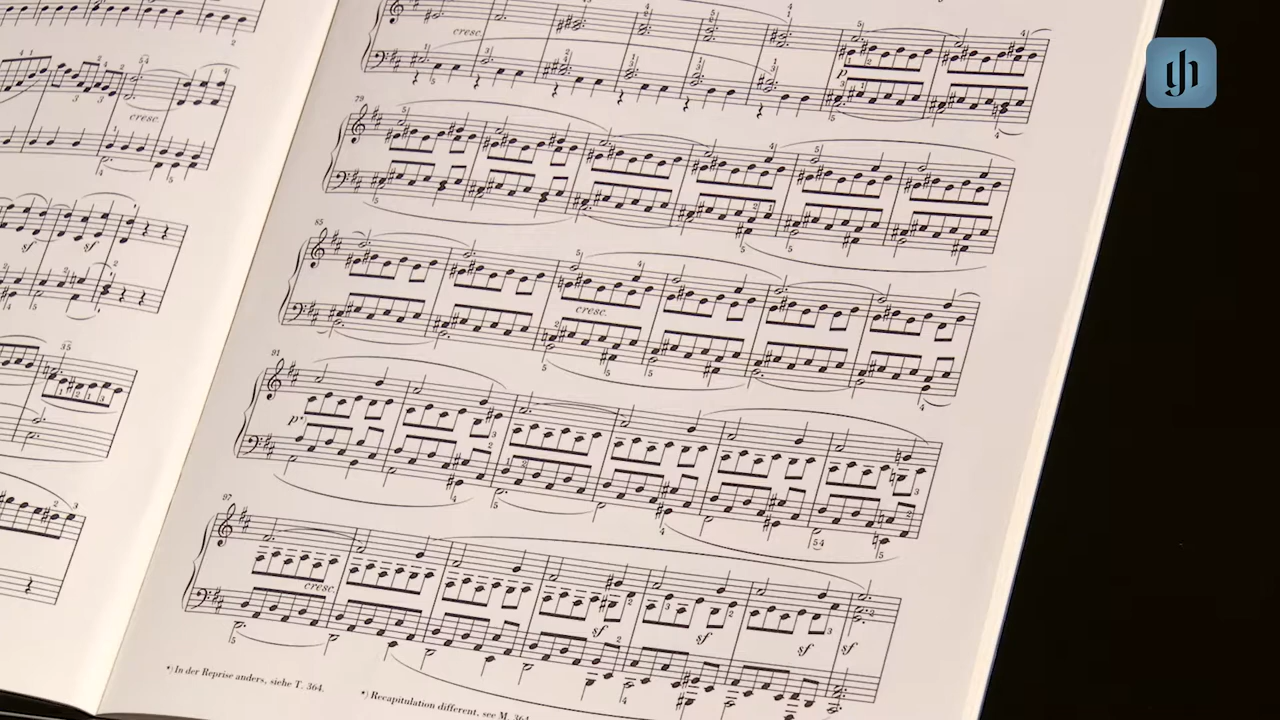 cresc.
cresc.
p
79
sf
sf
85
cresc.
91
p
97
cresc.
sf
sf
sf
sf
*) In der Reprise anders, siehe T. 364.
*) Recapitulation different, see M. 364.